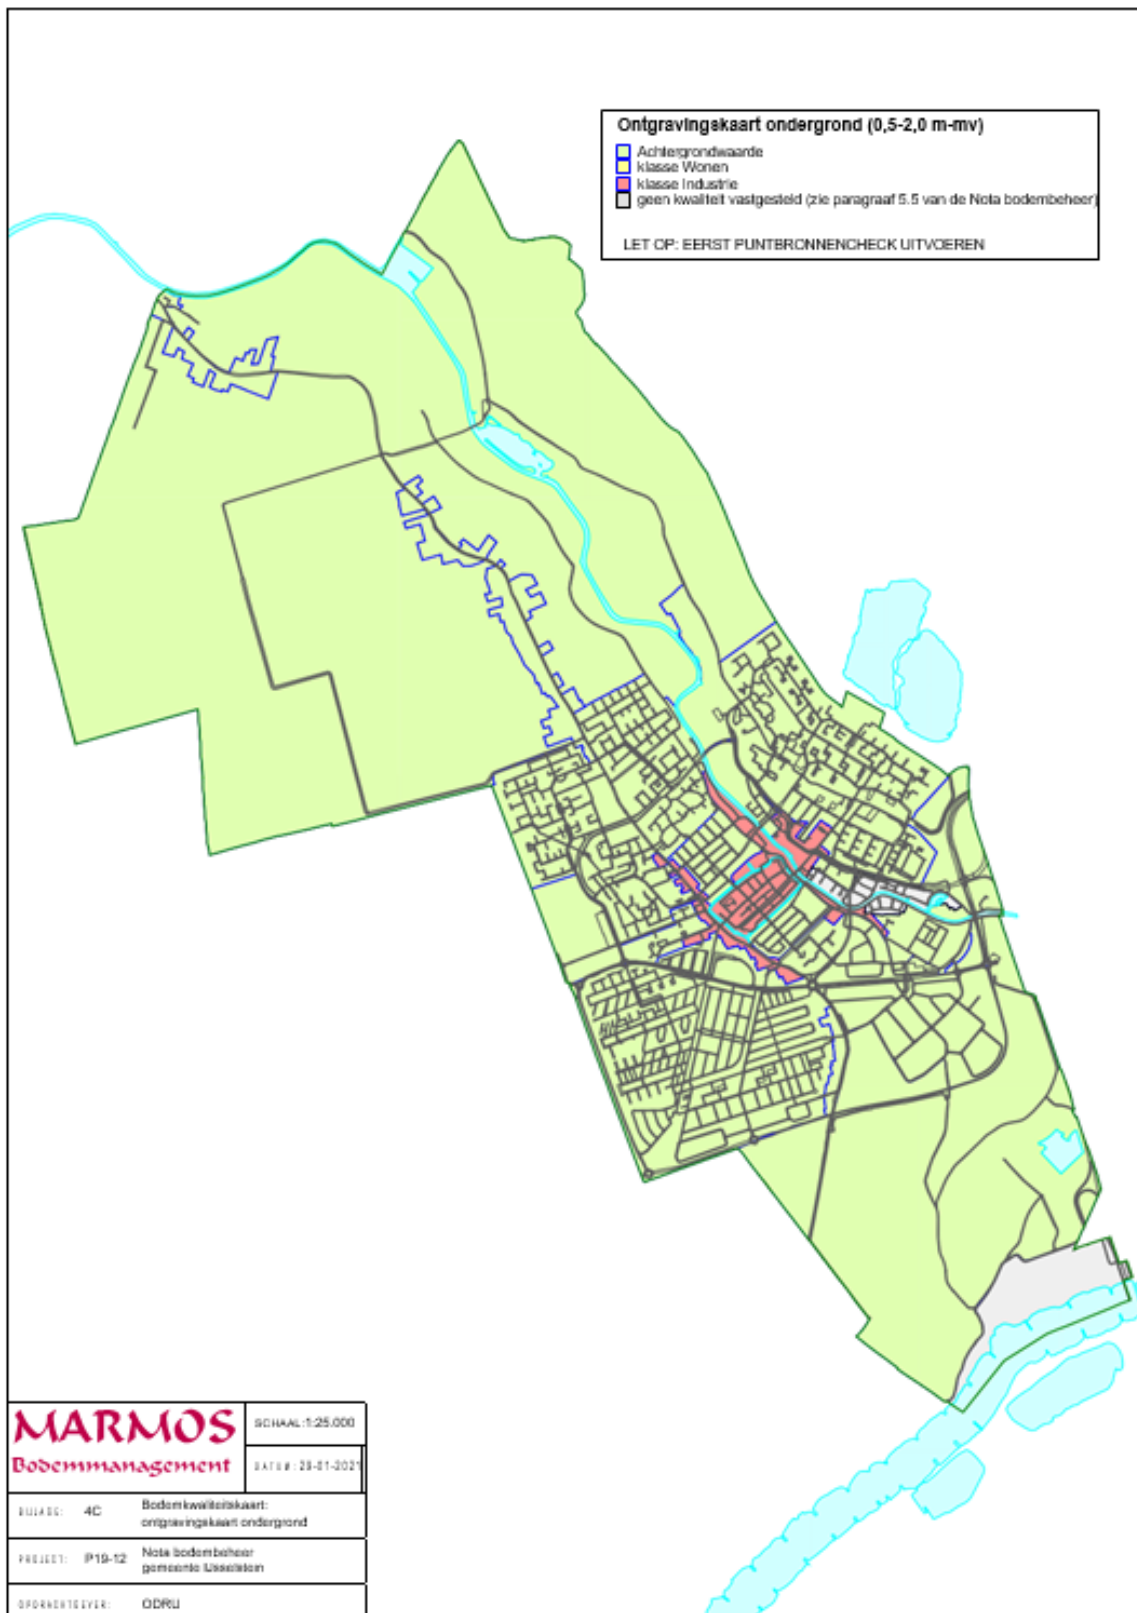 Ontgravingskaart ondergrond (0,5-2,0 m-mv)
Achtergrondwaarde
klasse Wonen
klasse Industrie
geen kwaliteit vastgesteld (zie paragraaf 5.5 van de Nota bodembeheer)
LET OP: EERST PUNTBRONNENCHECK UITVOEREN
MARMOS
Bodemmanagement
SCHAAL:1:25.000
DATUM: 29-01-2021
BIJLAGE: 4C Bodemkwaliteitskaart:
ontgravingskaart ondergrond
PROJECT: P19-12 Nota bodembeheer
gemeente IJsselstein
OPDRACHTGEVER: ODRU